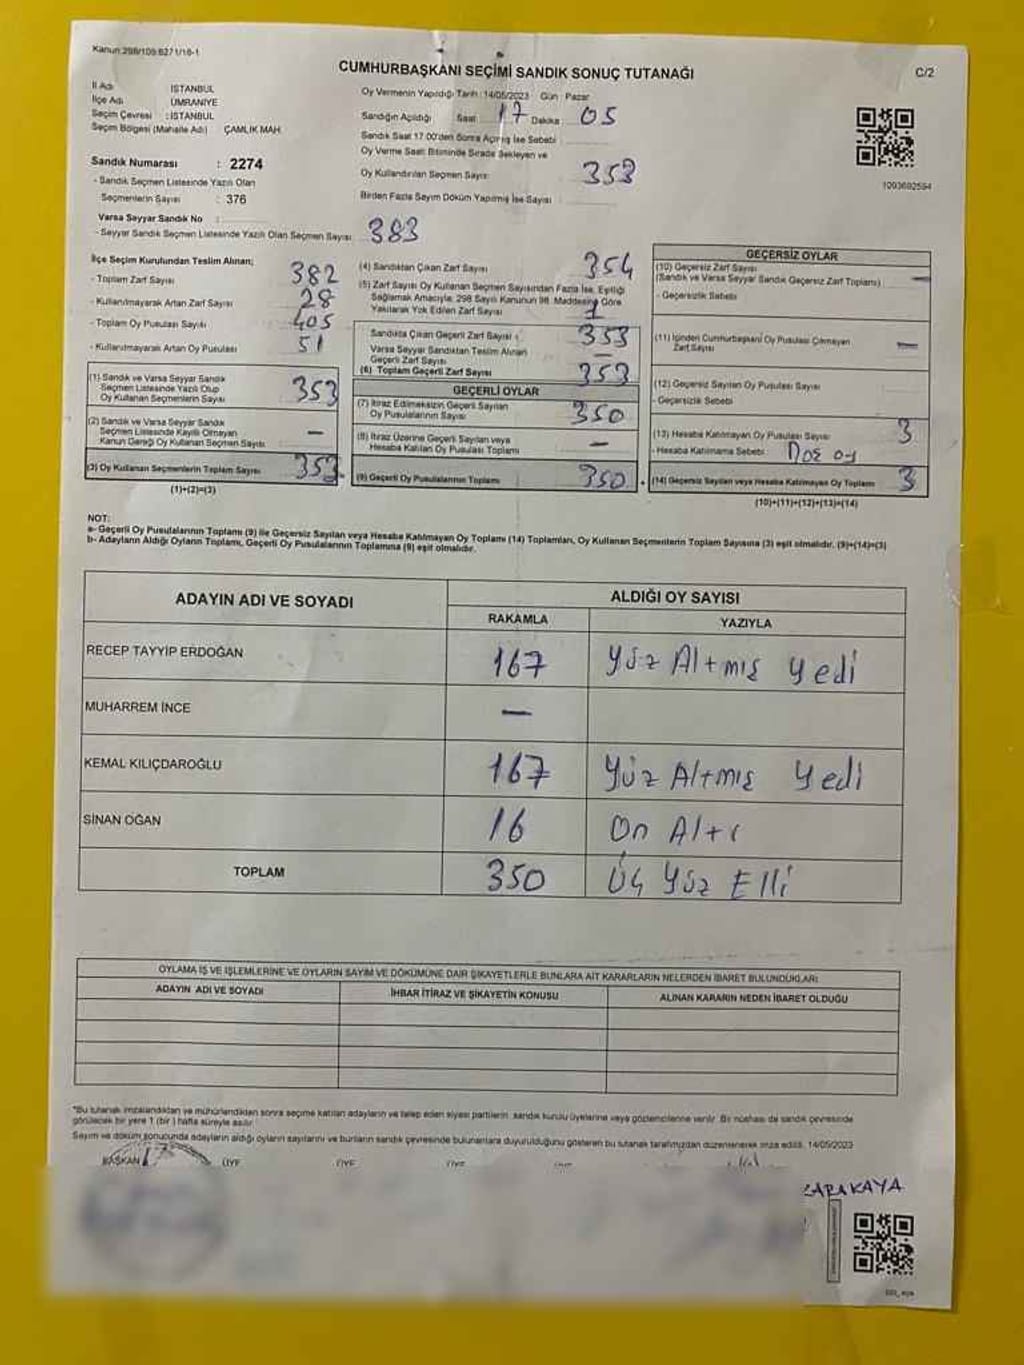 Kanun:298/109:6271/16-1
CUMHURBAŞKANI SEÇİMİ SANDIK SONUÇ TUTANAĞI
C/2
İl Adı İSTANBUL
İlçe Adı ÜMRANİYE
Seçim Çevresi : İSTANBUL
Seçim Bölgesi (Mahalle Adı) ÇAMLIK MAH.
Sandık Numarası : 2274
- Sandık Seçmen Listesinde Yazılı Olan
Seçmenlerin Sayısı : 376
Varsa Seyyar Sandık No :
- Seyyar Sandık Seçmen Listesinde Yazılı Olan Seçmen Sayısı 383
Oy Vermenin Yapıldığı Tarih :14/05/2023 Gün : Pazar
Sandığın Açıldığı Saat : 17 Dakika : 05
Sandık Saat 17.00'den Sonra Açılmış İse Sebebi :
Oy Verme Saati Bitiminde Sırada Bekleyen ve
Oy Kullandırılan Seçmen Sayısı 353
Birden Fazla Sayım Döküm Yapılmış İse Sayısı :
1003602594
İlçe Seçim Kurulundan Teslim Alınan;
- Toplam Zarf Sayısı 382
- Kullanılmayarak Artan Zarf Sayısı 28
- Toplam Oy Pusulası Sayısı 405
- Kullanılmayarak Artan Oy Pusulası 51
(1) Sandık ve Varsa Seyyar Sandık
Seçmen Listesinde Yazılı Olup
Oy Kullanan Seçmenlerin Sayısı 353
(2) Sandık ve Varsa Seyyar Sandık
Seçmen Listesinde Kayıtlı Olmayan
Kanun Gereği Oy Kullanan Seçmen Sayısı —
(3) Oy Kullanan Seçmenlerin Toplam Sayısı 353
(1)+(2)=(3)
(4) Sandıktan Çıkan Zarf Sayısı 354
(5) Zarf Sayısı Oy Kullanan Seçmen Sayısından Fazla İse, Eşitliği
Sağlamak Amacıyla, 298 Sayılı Kanunun 98. Maddesine Göre
Yakılarak Yok Edilen Zarf Sayısı 1
Sandıkta Çıkan Geçerli Zarf Sayısı : 353
Varsa Seyyar Sandıktan Teslim Alınan
Geçerli Zarf Sayısı —
(6) Toplam Geçerli Zarf Sayısı 353
GEÇERLİ OYLAR
(7) İtiraz Edilmeksizin Geçerli Sayılan
Oy Pusulalarının Sayısı 350
(8) İtiraz Üzerine Geçerli Sayılan veya
Hesaba Katılan Oy Pusulası Toplamı —
(9) Geçerli Oy Pusulalarının Toplamı 350
GEÇERSİZ OYLAR
(10) Geçersiz Zarf Sayısı
(Sandık ve Varsa Seyyar Sandık Geçersiz Zarf Toplamı) —
- Geçersizlik Sebebi
(11) İçinden Cumhurbaşkanı Oy Pusulası Çıkmayan
Zarf Sayısı —
(12) Geçersiz Sayılan Oy Pusulası Sayısı
- Geçersizlik Sebebi
(13) Hesaba Katılmayan Oy Pusulası Sayısı 3
- Hesaba Katılmama Sebebi : Boş oy
(14) Geçersiz Sayılan veya Hesaba Katılmayan Oy Toplamı 3
(10)+(11)+(12)+(13)=(14)
NOT:
a- Geçerli Oy Pusulalarının Toplamı (9) ile Geçersiz Sayılan veya Hesaba Katılmayan Oy Toplamı (14) Toplamları, Oy Kullanan Seçmenlerin Toplam Sayısına (3) eşit olmalıdır. (9)+(14)=(3)
b- Adayların Aldığı Oyların Toplamı, Geçerli Oy Pusulalarının Toplamına (9) eşit olmalıdır.
ADAYIN ADI VE SOYADI ALDIĞI OY SAYISI
RAKAMLA YAZIYLA
RECEP TAYYİP ERDOĞAN 167 Yüz Altmış Yedi
MUHARREM İNCE —
KEMAL KILIÇDAROĞLU 167 Yüz Altmış Yedi
SİNAN OĞAN 16 On Altı
TOPLAM 350 Üç Yüz Elli
OYLAMA İŞ VE İŞLEMLERİNE VE OYLARIN SAYIM VE DÖKÜMÜNE DAİR ŞİKAYETLERLE BUNLARA AİT KARARLARIN NELERDEN İBARET BULUNDUKLARI
ADAYIN ADI VE SOYADI İHBAR İTİRAZ VE ŞİKAYETİN KONUSU ALINAN KARARIN NEDEN İBARET OLDUĞU
*Bu tutanak imzalandıktan ve mühürlendikten sonra seçime katılan adayların ve talep eden siyasi partilerin, sandık kurulu üyelerine veya gözlemcilerine verilir. Bir nüshası da sandık çevresinde
görülecek bir yere 1 (bir) hafta süreyle asılır.
Sayım ve döküm sonucunda adayların aldığı oyların sayılarını ve bunların sandık çevresinde bulunanlara duyurulduğunu gösteren bu tutanak tarafımızdan düzenlenerek imza edildi. 14/05/2023
BAŞKAN ÜYE ÜYE ÜYE
KARAKAYA